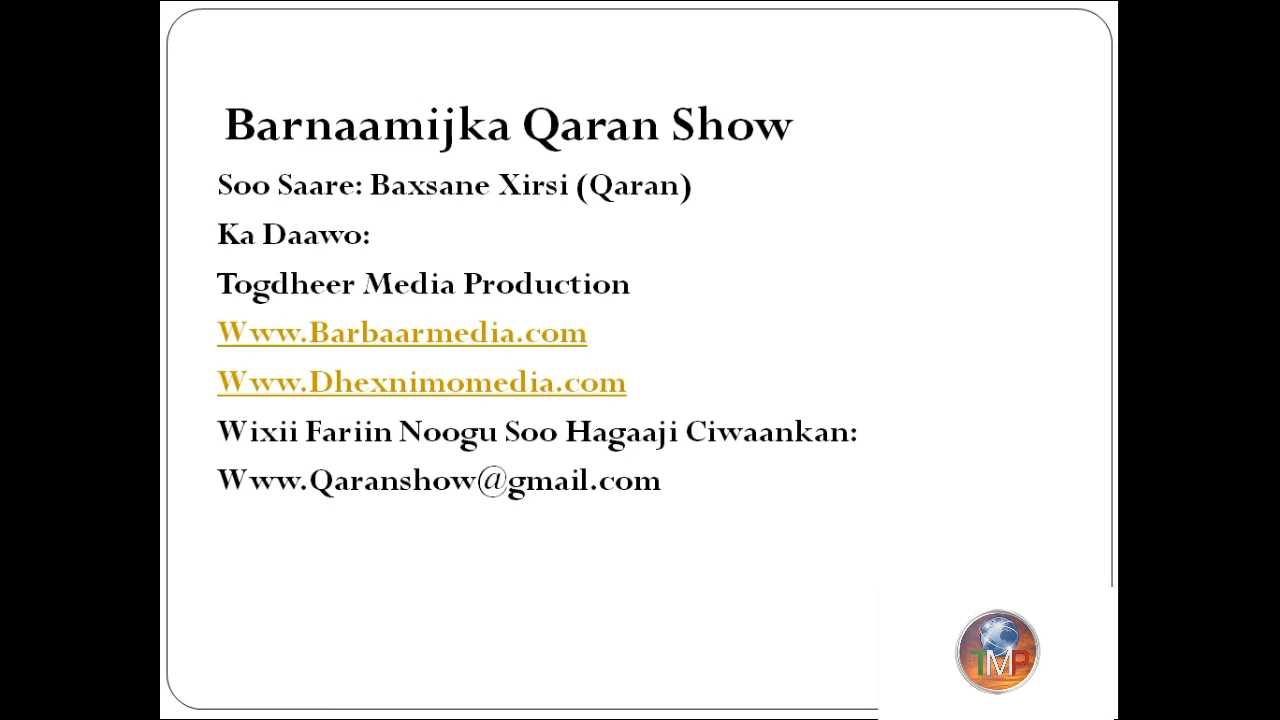 Barnaamijka Qaran Show
Soo Saare: Baxsane Xirsi (Qaran)
Ka Daawo:
Togdheer Media Production
Www.Barbaarmedia.com
Www.Dhexnimomedia.com
Wixii Fariin Noogu Soo Hagaaji Ciwaankan:
Www.Qaranshow@gmail.com
TMP